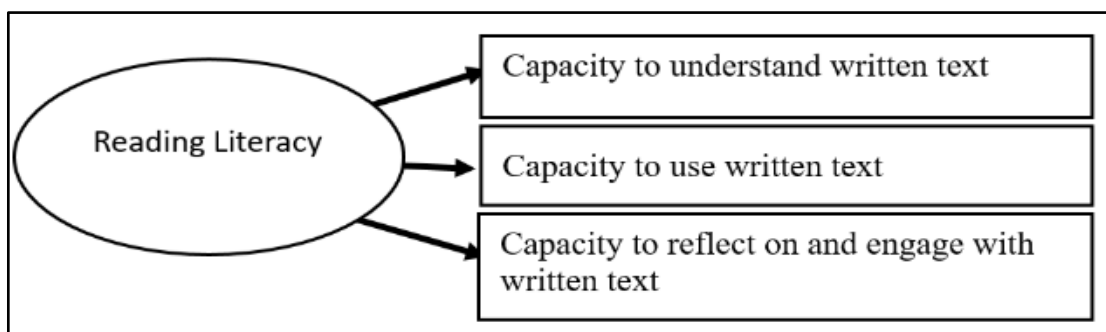 Reading Literacy
Capacity to understand written text
Capacity to use written text
Capacity to reflect on and engage with
written text